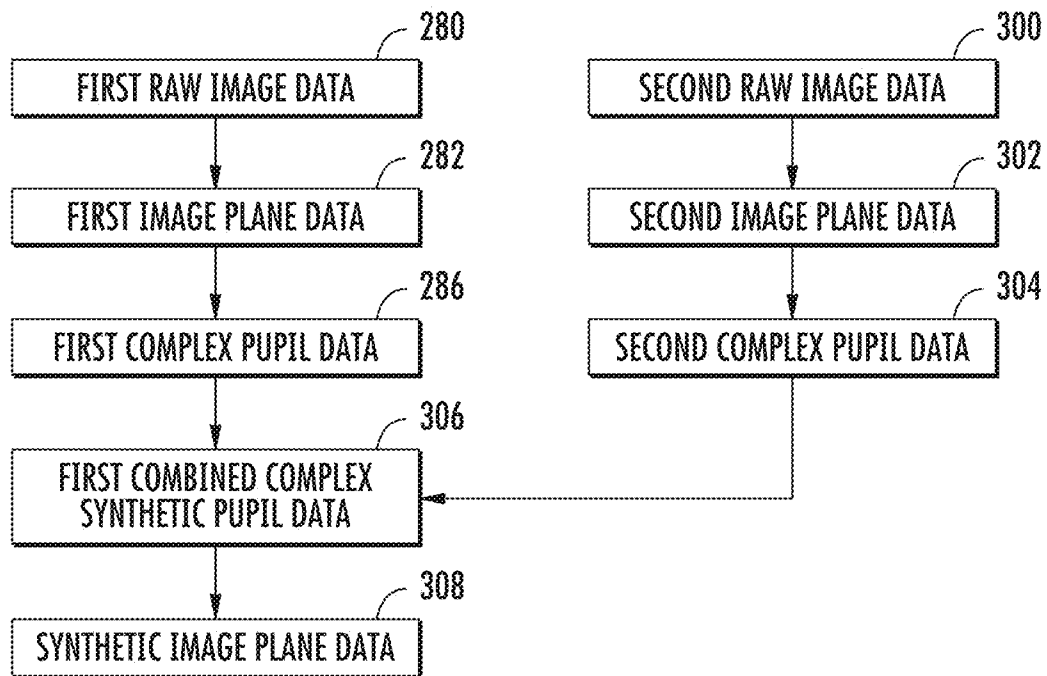 280
FIRST RAW IMAGE DATA
300
SECOND RAW IMAGE DATA
282
FIRST IMAGE PLANE DATA
302
SECOND IMAGE PLANE DATA
286
FIRST COMPLEX PUPIL DATA
304
SECOND COMPLEX PUPIL DATA
306
FIRST COMBINED COMPLEX
SYNTHETIC PUPIL DATA
308
SYNTHETIC IMAGE PLANE DATA